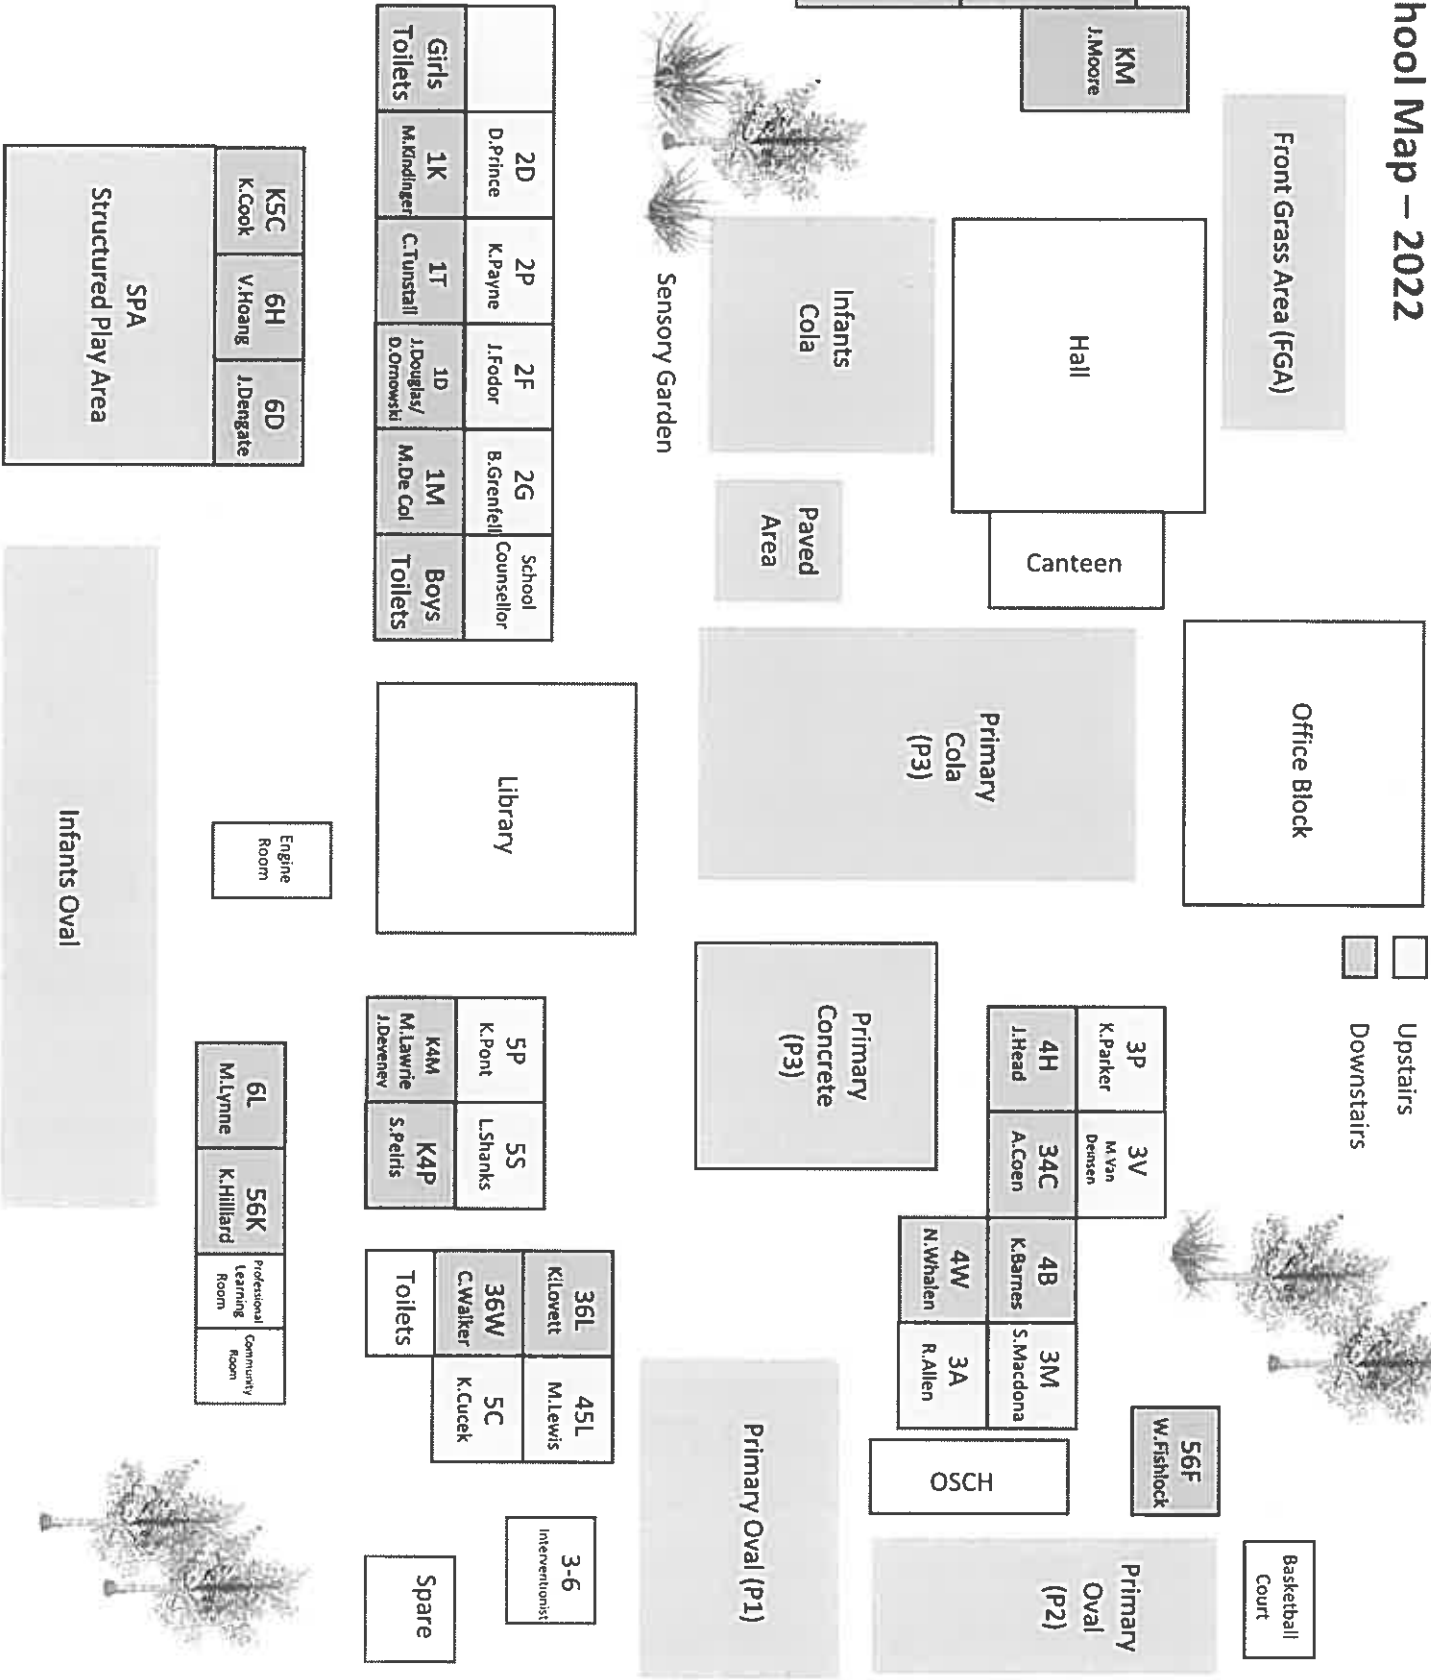 hool Map – 2022
Upstairs
Downstairs
KM
J.Moore
Front Grass Area (FGA)
Office Block
Hall
Canteen
Infants
Cola
Paved
Area
Sensory Garden
Primary
Cola
(P3)
Primary
Concrete
(P3)
3P
K.Parker
3V
M.Van
Deinsen
4H
J.Head
34C
A.Coen
4B
K.Barnes
3M
S.Macdona
4W
N.Whalen
3A
R.Allen
56F
W.Fishlock
OSCH
Basketball
Court
Primary
Oval
(P2)
Primary Oval (P1)
2D
D.Prince
2P
K.Payne
2F
J.Fodor
2G
B.Grenfell
School
Counsellor
Girls
Toilets
1K
M.Kindinger
1T
C.Tunstall
1D
J.Douglas/
D.Ornowski
1M
M.De Col
Boys
Toilets
Library
5P
K.Pont
5S
L.Shanks
K4M
M.Lawrie
J.Deveney
K4P
S.Peiris
36L
K.Lovett
45L
M.Lewis
36W
C.Walker
5C
K.Cucek
Toilets
3-6
Interventionist
Spare
K5C
K.Cook
6H
V.Hoang
6D
J.Dengate
SPA
Structured Play Area
Engine
Room
6L
M.Lynne
56K
K.Hilliard
Professional
Learning
Room
Community
Room
Infants Oval